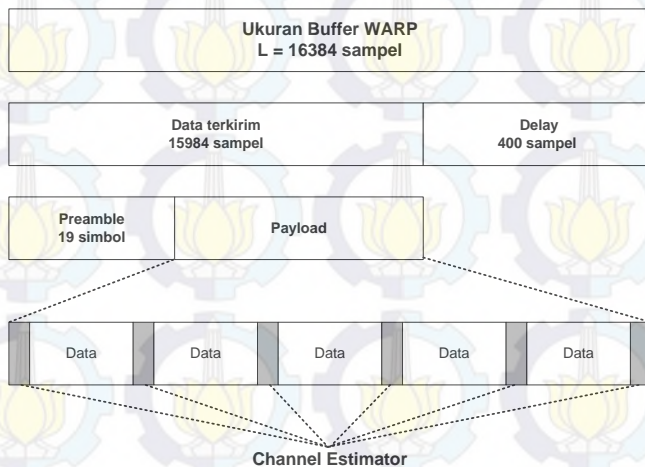 Ukuran Buffer WARP
L = 16384 sampel
Data terkirim
15984 sampel
Delay
400 sampel
Preamble
19 simbol
Payload
Data
Data
Data
Data
Data
Channel Estimator